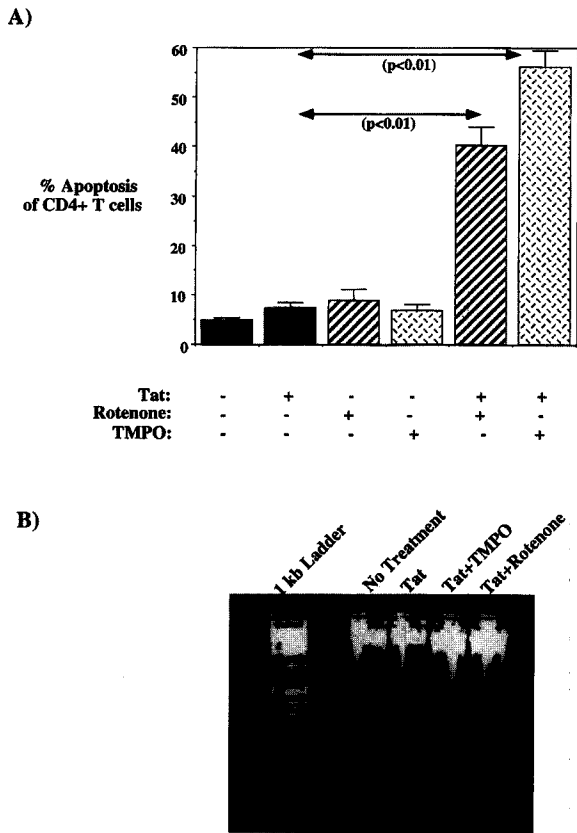 A)
60
50
40
30
20
10
0
% Apoptosis
of CD4+ T cells
(p<0.01)
(p<0.01)
Tat: - + - - + +
Rotenone: - - + - + -
TMPO: - - - + - +
B)
1 kb Ladder
No Treatment
Tat
Tat+TMPO
Tat+Rotenone